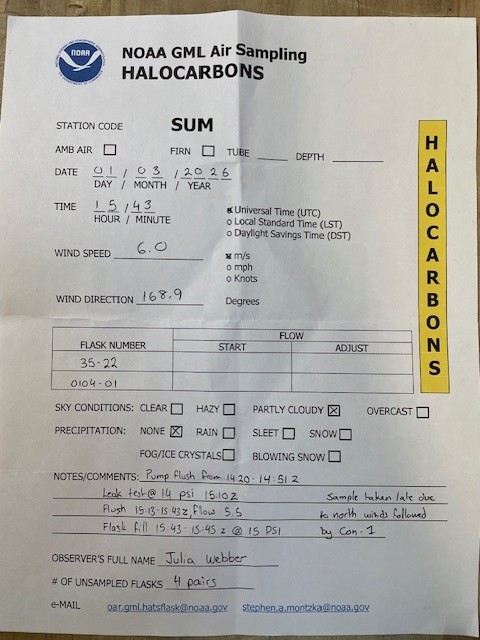 NOAA
NOAA GML Air Sampling
HALOCARBONS
STATION CODE SUM
AMB AIR ☐ FIRN ☐ TUBE ____ DEPTH ____
DATE 01 / 03 / 2026
DAY / MONTH / YEAR
TIME 15 / 43
HOUR / MINUTE
Universal Time (UTC)
o Local Standard Time (LST)
o Daylight Savings Time (DST)
WIND SPEED 6.0
m/s
o mph
o Knots
WIND DIRECTION 168.9 Degrees
HALOCARBONS
FLASK NUMBER FLOW
START ADJUST
35-22
0104-01
SKY CONDITIONS: CLEAR ☐ HAZY ☐ PARTLY CLOUDY ☒ OVERCAST ☐
PRECIPITATION: NONE ☒ RAIN ☐ SLEET ☐ SNOW ☐
FOG/ICE CRYSTALS ☐ BLOWING SNOW ☐
NOTES/COMMENTS: Pump flush from 14:20-14:51z
Leak test@ 14 psi 15:10z Sample taken late due
Flush 15:13-15:43z, flow 5.5 to north winds followed
Flask fill 15:43-15:45z @ 15 PSI by Con-1
OBSERVER'S FULL NAME Julia Webber
# OF UNSAMPLED FLASKS 4 pairs
e-MAIL oar.gml.hatsflask@noaa.gov stephen.a.montzka@noaa.gov